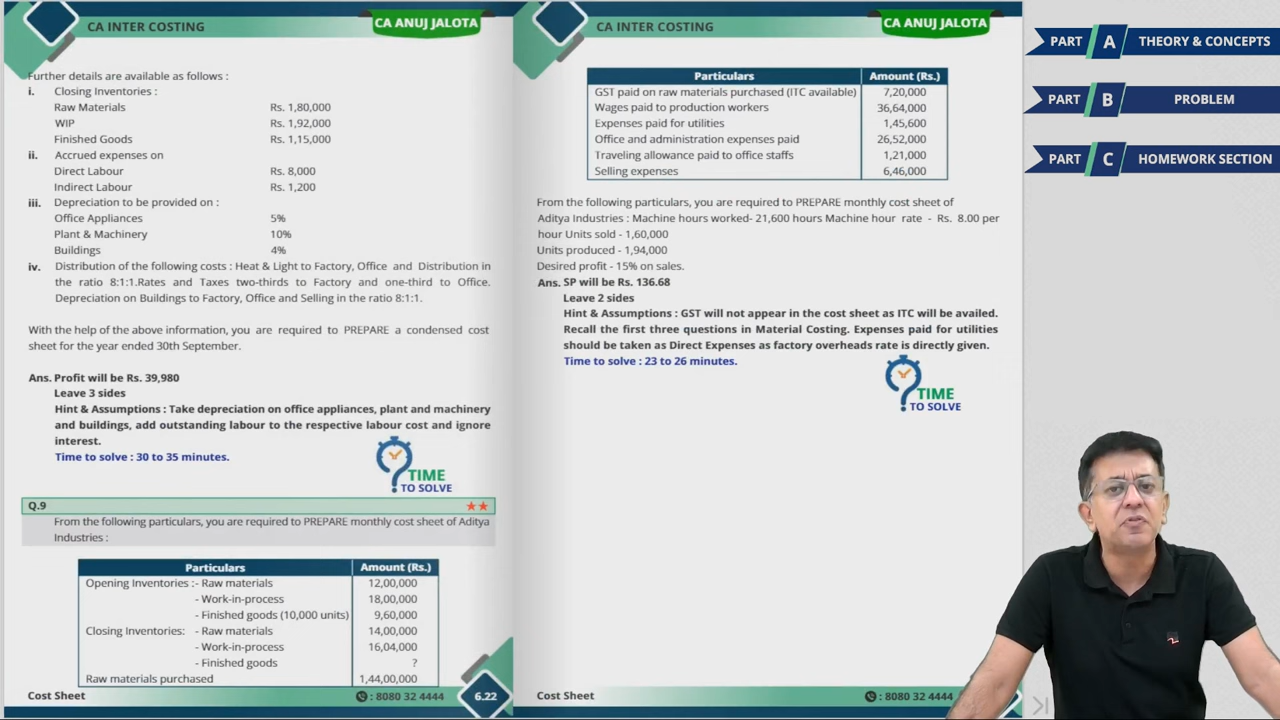 CA INTER COSTING
CA ANUJ JALOTA
Further details are available as follows :
i. Closing Inventories :
Raw Materials Rs. 1,80,000
WIP Rs. 1,92,000
Finished Goods Rs. 1,15,000
ii. Accrued expenses on
Direct Labour Rs. 8,000
Indirect Labour Rs. 1,200
iii. Depreciation to be provided on :
Office Appliances 5%
Plant & Machinery 10%
Buildings 4%
iv. Distribution of the following costs : Heat & Light to Factory, Office and Distribution in
the ratio 8:1:1.Rates and Taxes two-thirds to Factory and one-third to Office.
Depreciation on Buildings to Factory, Office and Selling in the ratio 8:1:1.
With the help of the above information, you are required to PREPARE a condensed cost
sheet for the year ended 30th September.
Ans. Profit will be Rs. 39,980
Leave 3 sides
Hint & Assumptions : Take depreciation on office appliances, plant and machinery
and buildings, add outstanding labour to the respective labour cost and ignore
interest.
Time to solve : 30 to 35 minutes.
TIME
TO SOLVE
Q.9
From the following particulars, you are required to PREPARE monthly cost sheet of Aditya
Industries :
Particulars Amount (Rs.)
Opening Inventories :- Raw materials 12,00,000
- Work-in-process 18,00,000
- Finished goods (10,000 units) 9,60,000
Closing Inventories: - Raw materials 14,00,000
- Work-in-process 16,04,000
- Finished goods ?
Raw materials purchased 1,44,00,000
Cost Sheet
: 8080 32 4444
6.22
CA INTER COSTING
CA ANUJ JALOTA
Particulars Amount (Rs.)
GST paid on raw materials purchased (ITC available) 7,20,000
Wages paid to production workers 36,64,000
Expenses paid for utilities 1,45,600
Office and administration expenses paid 26,52,000
Traveling allowance paid to office staffs 1,21,000
Selling expenses 6,46,000
From the following particulars, you are required to PREPARE monthly cost sheet of
Aditya Industries : Machine hours worked- 21,600 hours Machine hour rate - Rs. 8.00 per
hour Units sold - 1,60,000
Units produced - 1,94,000
Desired profit - 15% on sales.
Ans. SP will be Rs. 136.68
Leave 2 sides
Hint & Assumptions : GST will not appear in the cost sheet as ITC will be availed.
Recall the first three questions in Material Costing. Expenses paid for utilities
should be taken as Direct Expenses as factory overheads rate is directly given.
Time to solve : 23 to 26 minutes.
TIME
TO SOLVE
Cost Sheet
: 8080 32 4444
PART A THEORY & CONCEPTS
PART B PROBLEM
PART C HOMEWORK SECTION